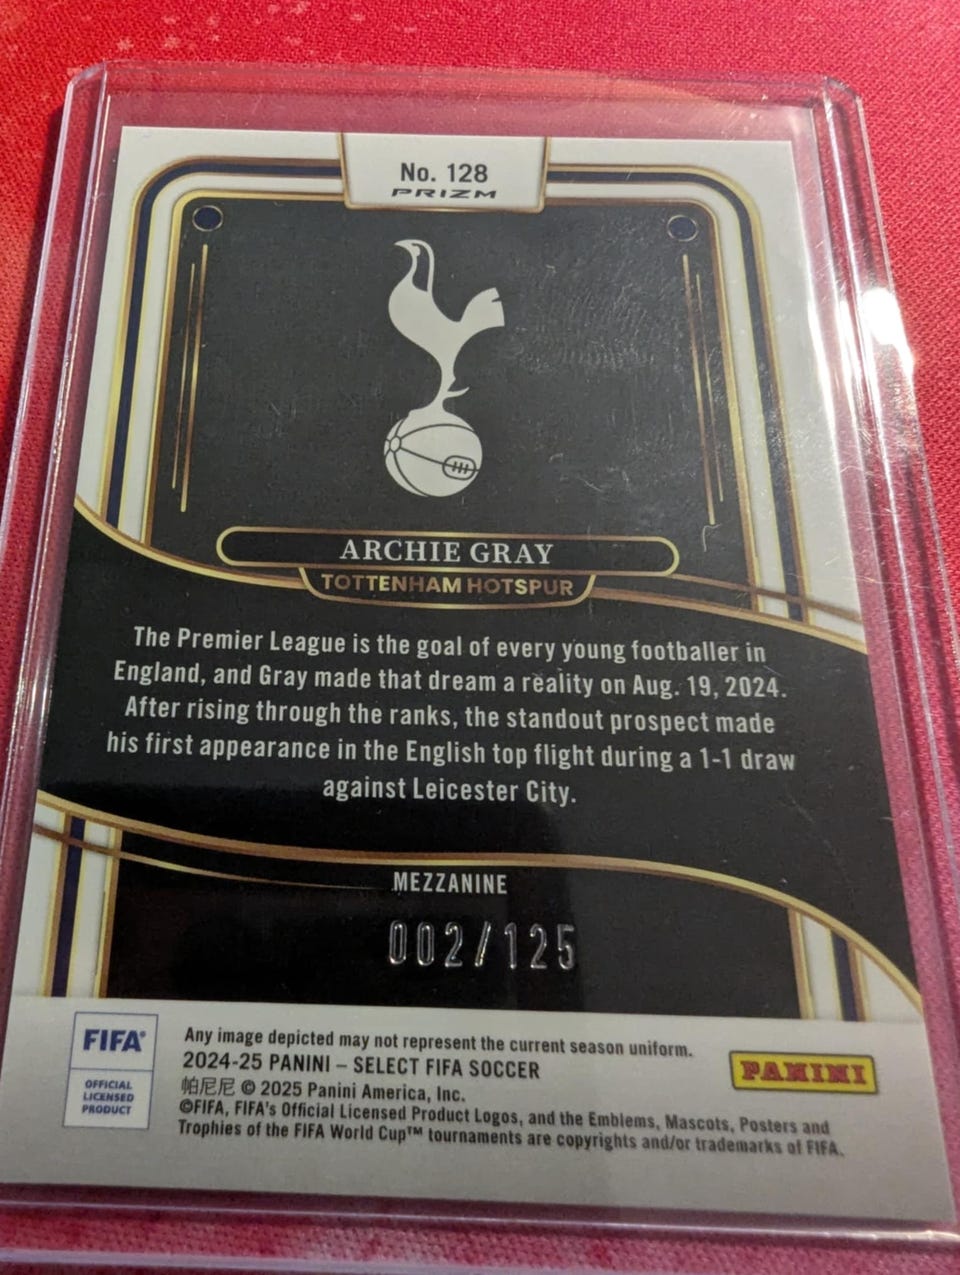 No. 128
PRIZM
ARCHIE GRAY
TOTTENHAM HOTSPUR
The Premier League is the goal of every young footballer in
England, and Gray made that dream a reality on Aug. 19, 2024.
After rising through the ranks, the standout prospect made
his first appearance in the English top flight during a 1-1 draw
against Leicester City.
MEZZANINE
002/125
FIFA®
OFFICIAL
LICENSED
PRODUCT
Any image depicted may not represent the current season uniform.
2024-25 PANINI – SELECT FIFA SOCCER
帕尼尼 © 2025 Panini America, Inc.
©FIFA, FIFA's Official Licensed Product Logos, and the Emblems, Mascots, Posters and
Trophies of the FIFA World Cup™ tournaments are copyrights and/or trademarks of FIFA.
PANINI